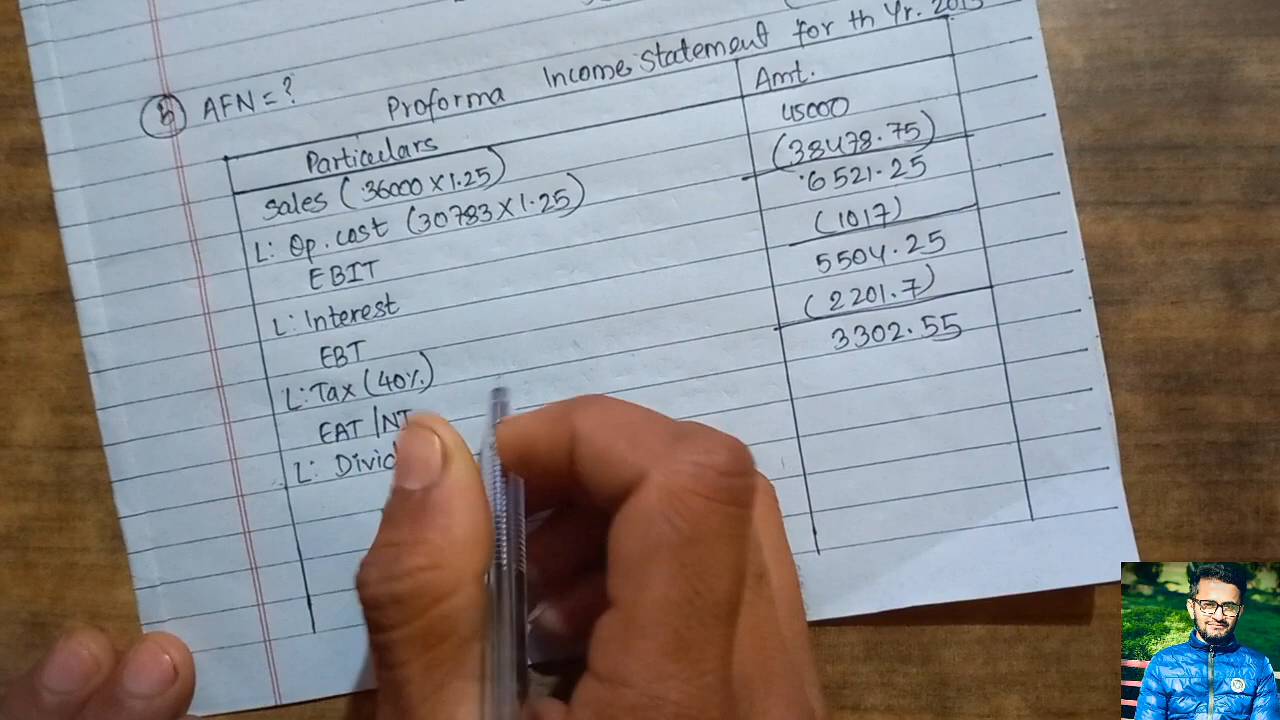 b) AFN = ?
Proforma Income Statement for th Yr. 2013
Particulars Amt.
Sales (36000 × 1.25) 45000
L: Op. cost (30783 × 1.25) (38478.75)
EBIT 6521.25
L: Interest (1017)
EBT 5504.25
L: Tax (40%) (2201.7)
EAT /NI 3302.55
L: Divid